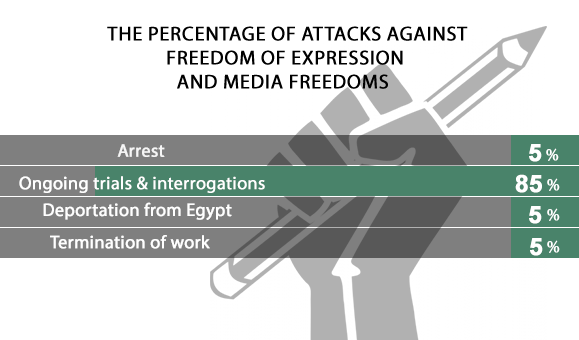 THE PERCENTAGE OF ATTACKS AGAINST
FREEDOM OF EXPRESSION
AND MEDIA FREEDOMS
Arrest 5 %
Ongoing trials & interrogations 85 %
Deportation from Egypt 5 %
Termination of work 5 %